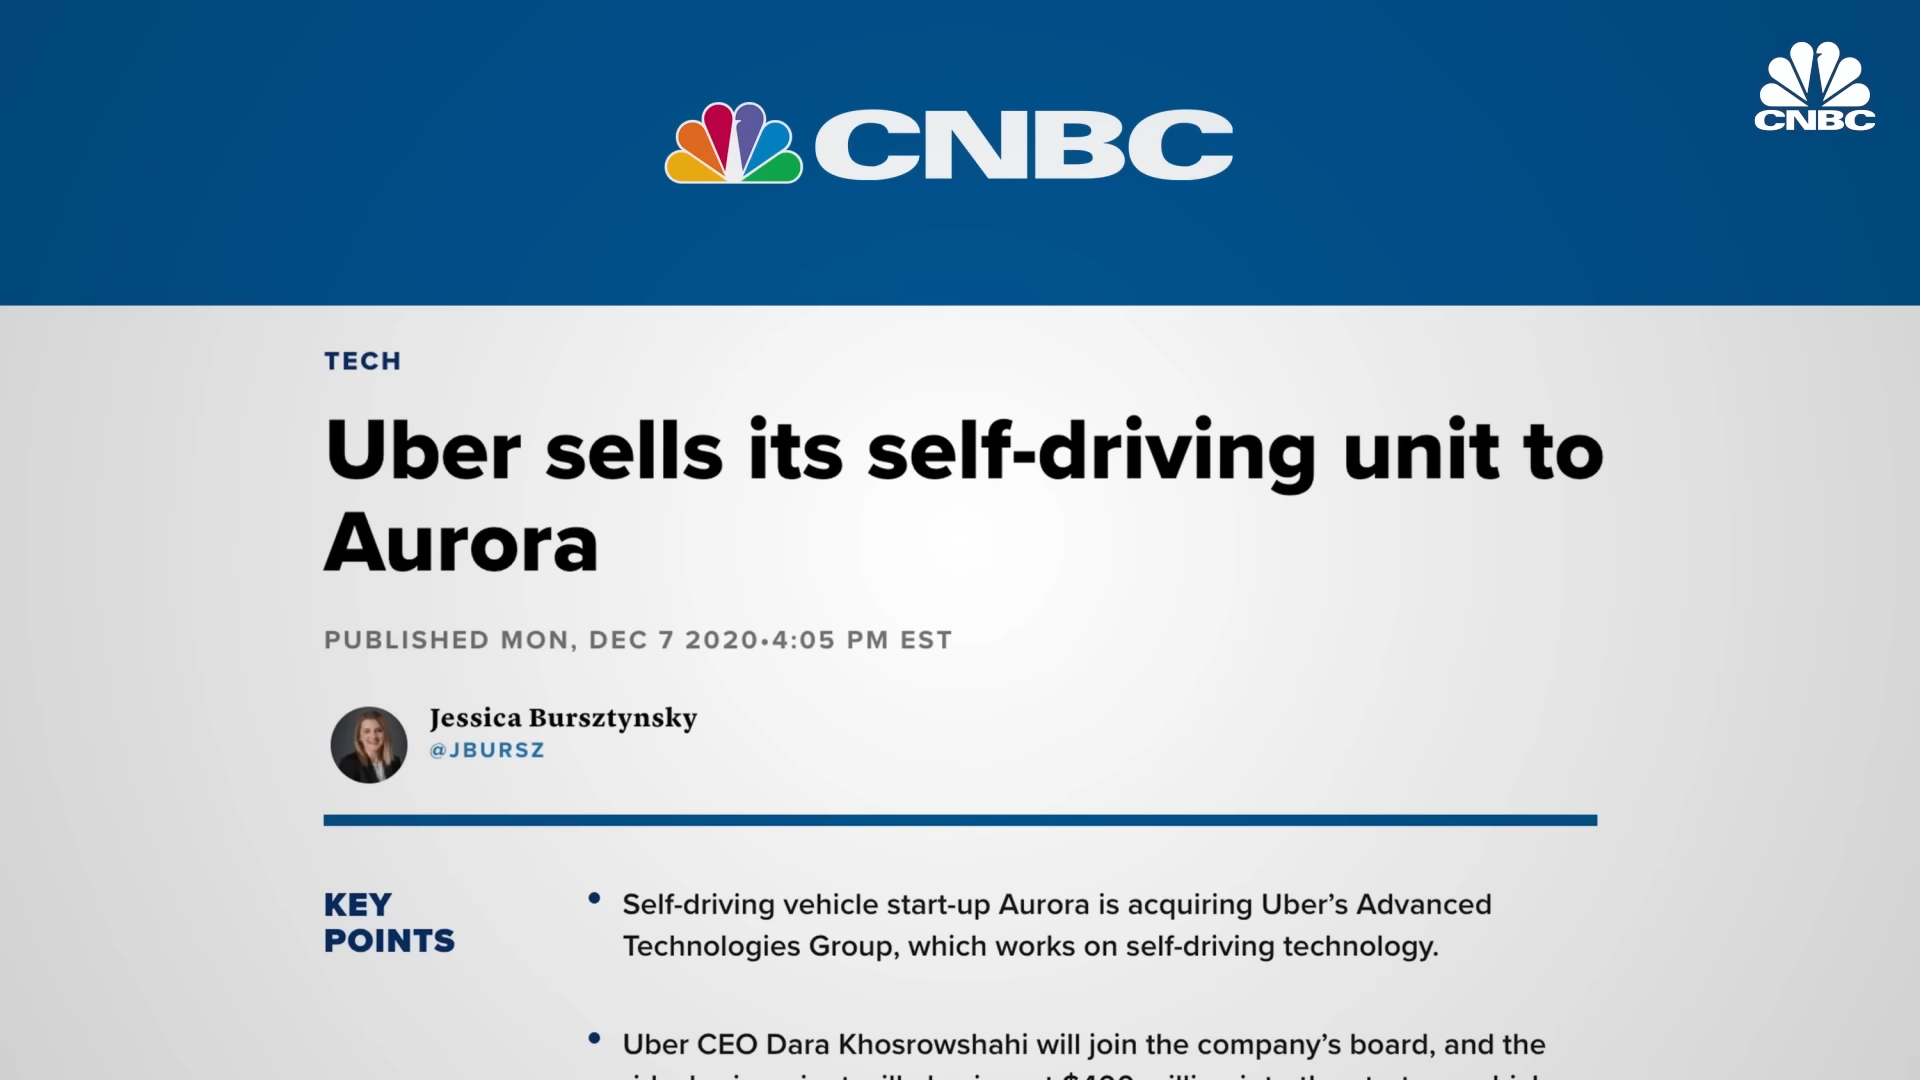 CNBC
CNBC
TECH
Uber sells its self-driving unit to
Aurora
PUBLISHED MON, DEC 7 2020•4:05 PM EST
Jessica Bursztynsky
@JBURSZ
KEY
POINTS
• Self-driving vehicle start-up Aurora is acquiring Uber’s Advanced
Technologies Group, which works on self-driving technology.
• Uber CEO Dara Khosrowshahi will join the company’s board, and the